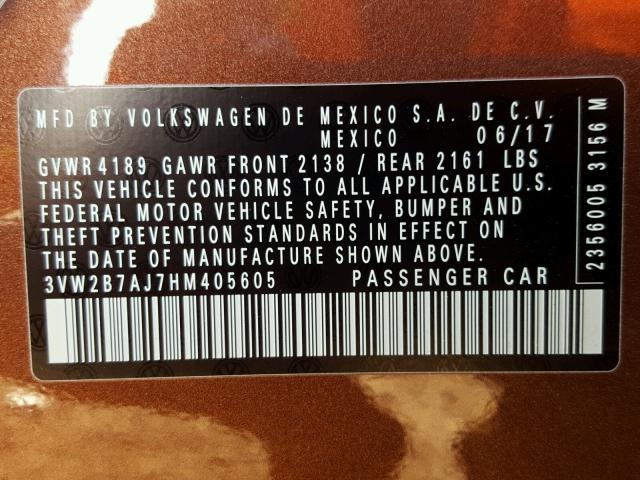 MFD BY VOLKSWAGEN DE MEXICO S.A. DE C.V.
MEXICO 06/17
GVWR 4189 GAWR FRONT 2138 / REAR 2161 LBS
THIS VEHICLE CONFORMS TO ALL APPLICABLE U.S.
FEDERAL MOTOR VEHICLE SAFETY, BUMPER AND
THEFT PREVENTION STANDARDS IN EFFECT ON
THE DATE OF MANUFACTURE SHOWN ABOVE.
3VW2B7AJ7HM405605 PASSENGER CAR
2356005 3156 M